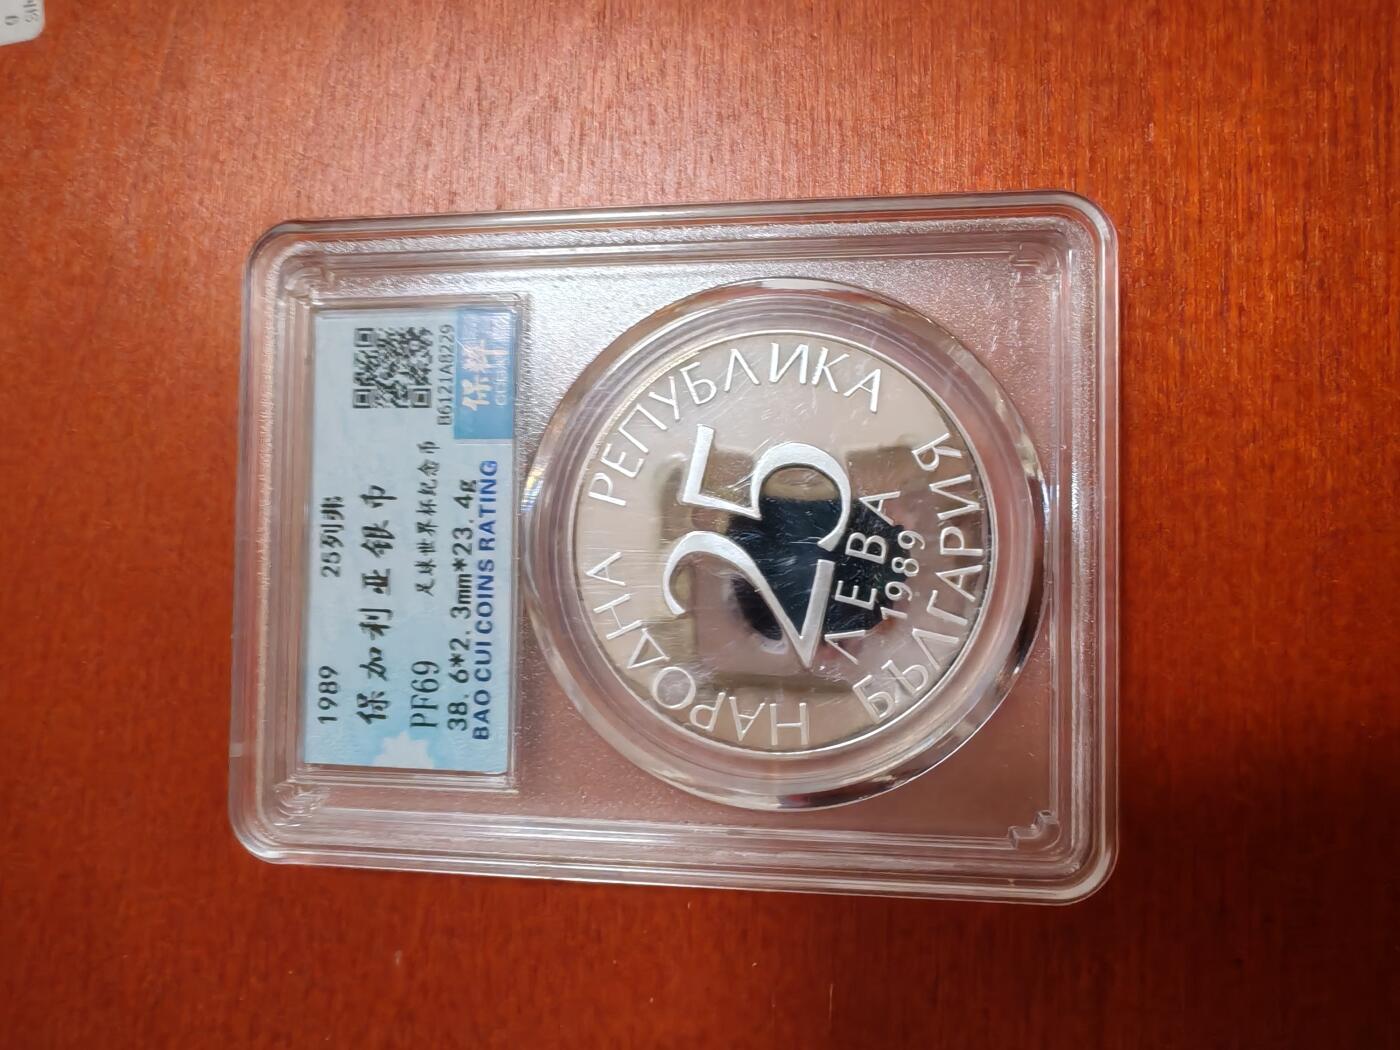 1989 25列弗
保加利亚银币
PF69 足球世界杯纪念币
38.6*2.3mm*23.4g
BAO CUI COINS RATING
B6121A8229
保粹
НАРОДНА РЕПУБЛИКА
25
ЛЕВА
1989
БЪЛГАРИЯ